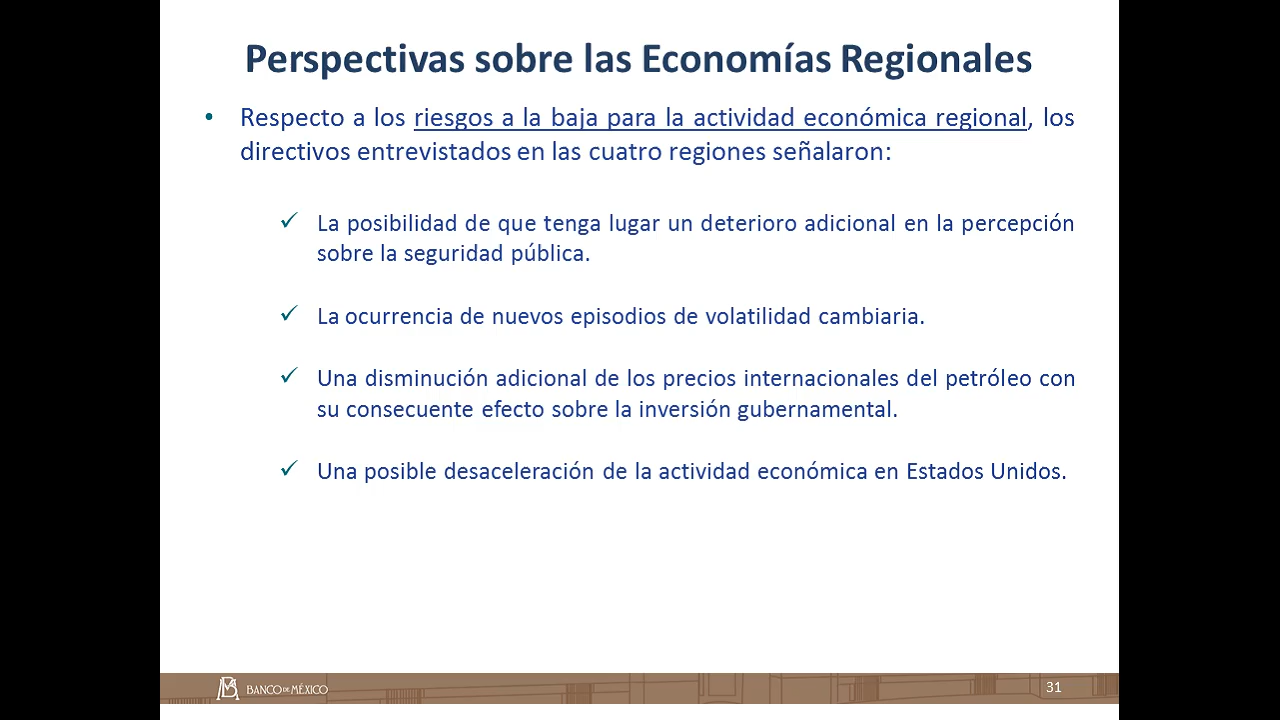 Perspectivas sobre las Economías Regionales
• Respecto a los riesgos a la baja para la actividad económica regional, los
directivos entrevistados en las cuatro regiones señalaron:
✓ La posibilidad de que tenga lugar un deterioro adicional en la percepción
sobre la seguridad pública.
✓ La ocurrencia de nuevos episodios de volatilidad cambiaria.
✓ Una disminución adicional de los precios internacionales del petróleo con
su consecuente efecto sobre la inversión gubernamental.
✓ Una posible desaceleración de la actividad económica en Estados Unidos.
BANCO DE MÉXICO
31